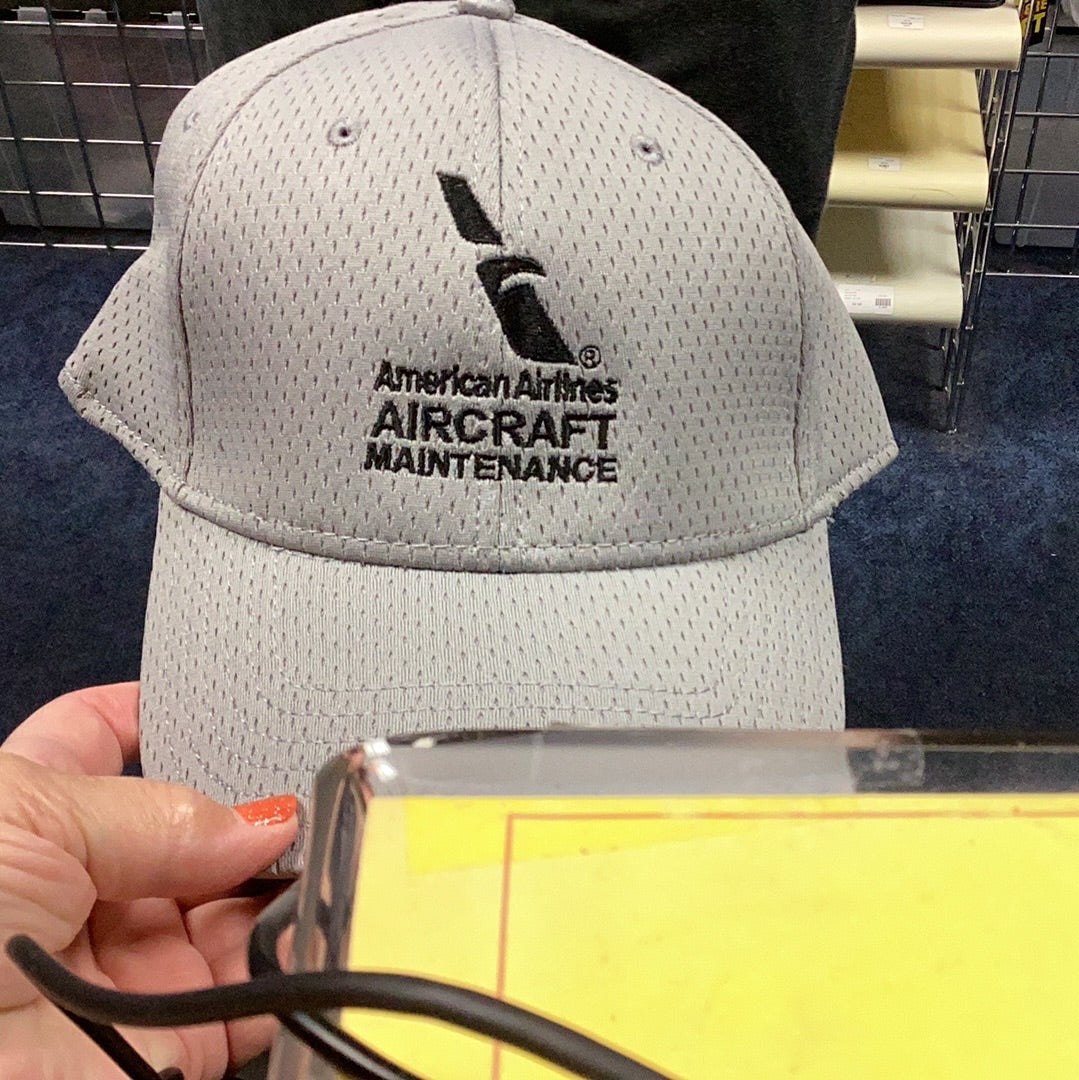 ®
American Airlines
AIRCRAFT
MAINTENANCE